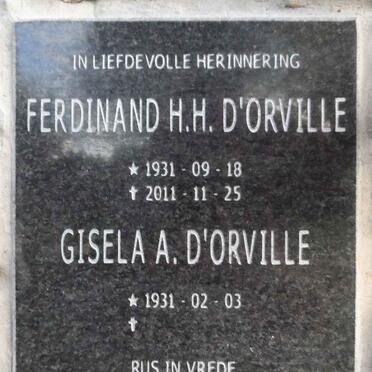 IN LIEFDEVOLLE HERINNERING
FERDINAND H.H. D'ORVILLE
★ 1931 - 09 - 18
✝ 2011 - 11 - 25
GISELA A. D'ORVILLE
★ 1931 - 02 - 03
✝
RUS IN VREDE